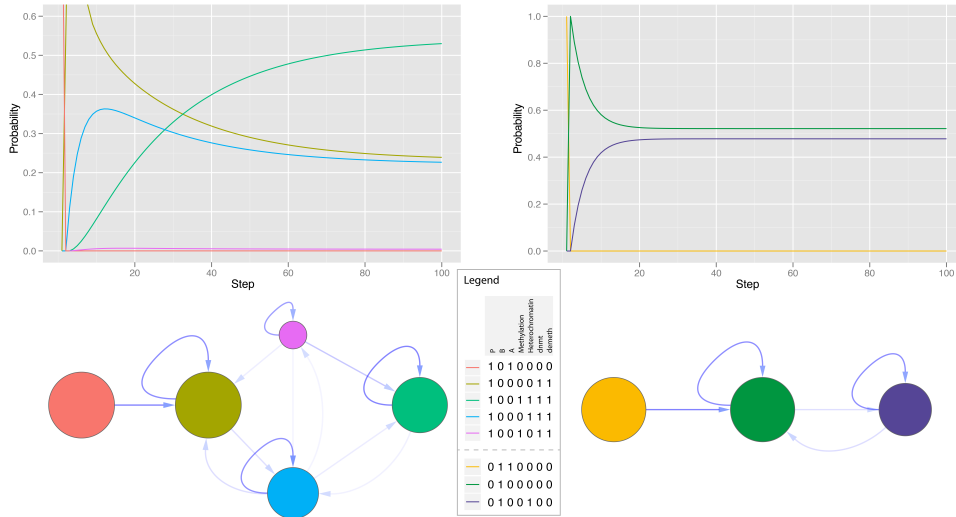 0.6
0.5
0.4
0.3
0.2
0.1
0.0
Probability
20
40
60
80
100
Step
1.0
0.8
0.6
0.4
0.2
0.0
Probability
20
40
60
80
100
Step
Legend
P
B
A
Methylation
Heterochromatin
dnmt
demeth
1 0 1 0 0 0 0
1 0 0 0 0 1 1
1 0 0 1 1 1 1
1 0 0 0 1 1 1
1 0 0 1 0 1 1
0 1 1 0 0 0 0
0 1 0 0 0 0 0
0 1 0 0 1 0 0